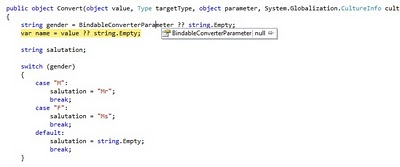 public object Convert(object value, Type targetType, object parameter, System.Globalization.CultureInfo cult
{
string gender = BindableConverterParameter ?? string.Empty;
var name = value ?? string.Empty; BindableConverterParameter null
string salutation;
switch (gender)
{
case "M":
salutation = "Mr";
break;
case "F":
salutation = "Ms";
break;
default:
salutation = string.Empty;
break;
}